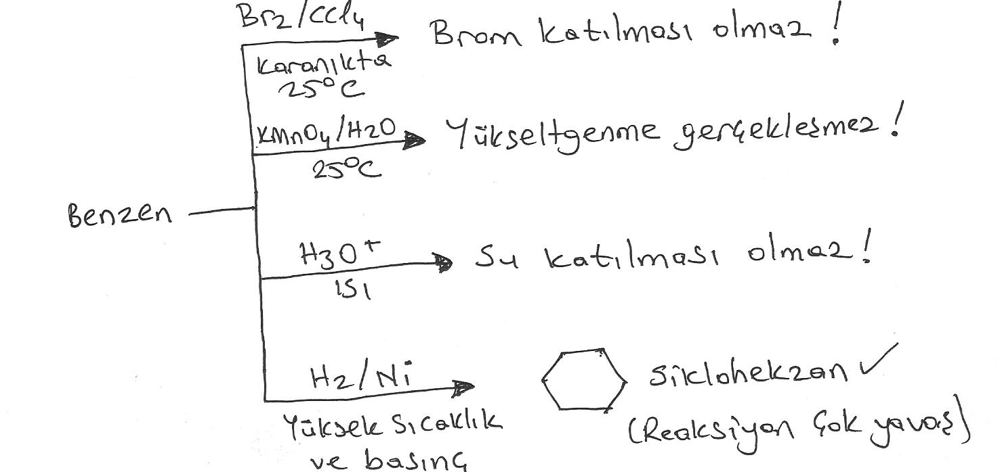 Br2/CCl4
Brom katılması olmaz!
Karanıkta
25°C
KMnO4/H2O
Yükseltgenme gerçekleşmez!
25°C
Benzen
H3O+
Su katılması olmaz!
ısı
H2/Ni
Siklohekzan ✓
Yüksek Sıcaklık
ve basınç
(Reaksiyon Çok yavaş)